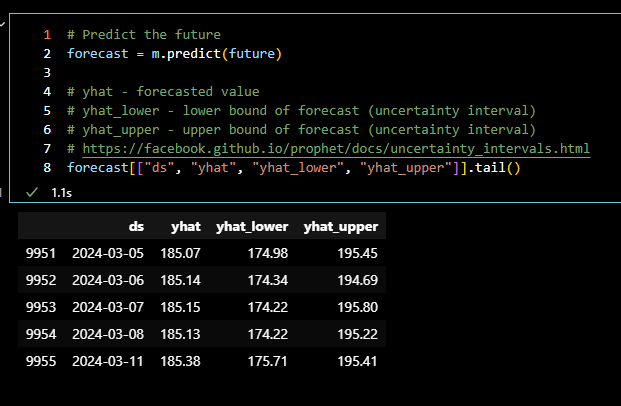 1 # Predict the future
2 forecast = m.predict(future)
3
4 # yhat - forecasted value
5 # yhat_lower - lower bound of forecast (uncertainty interval)
6 # yhat_upper - upper bound of forecast (uncertainty interval)
7 # https://facebook.github.io/prophet/docs/uncertainty_intervals.html
8 forecast[["ds", "yhat", "yhat_lower", "yhat_upper"]].tail()
1.1s
ds yhat yhat_lower yhat_upper
9951 2024-03-05 185.07 174.98 195.45
9952 2024-03-06 185.14 174.34 194.69
9953 2024-03-07 185.15 174.22 195.80
9954 2024-03-08 185.13 174.22 195.22
9955 2024-03-11 185.38 175.71 195.41